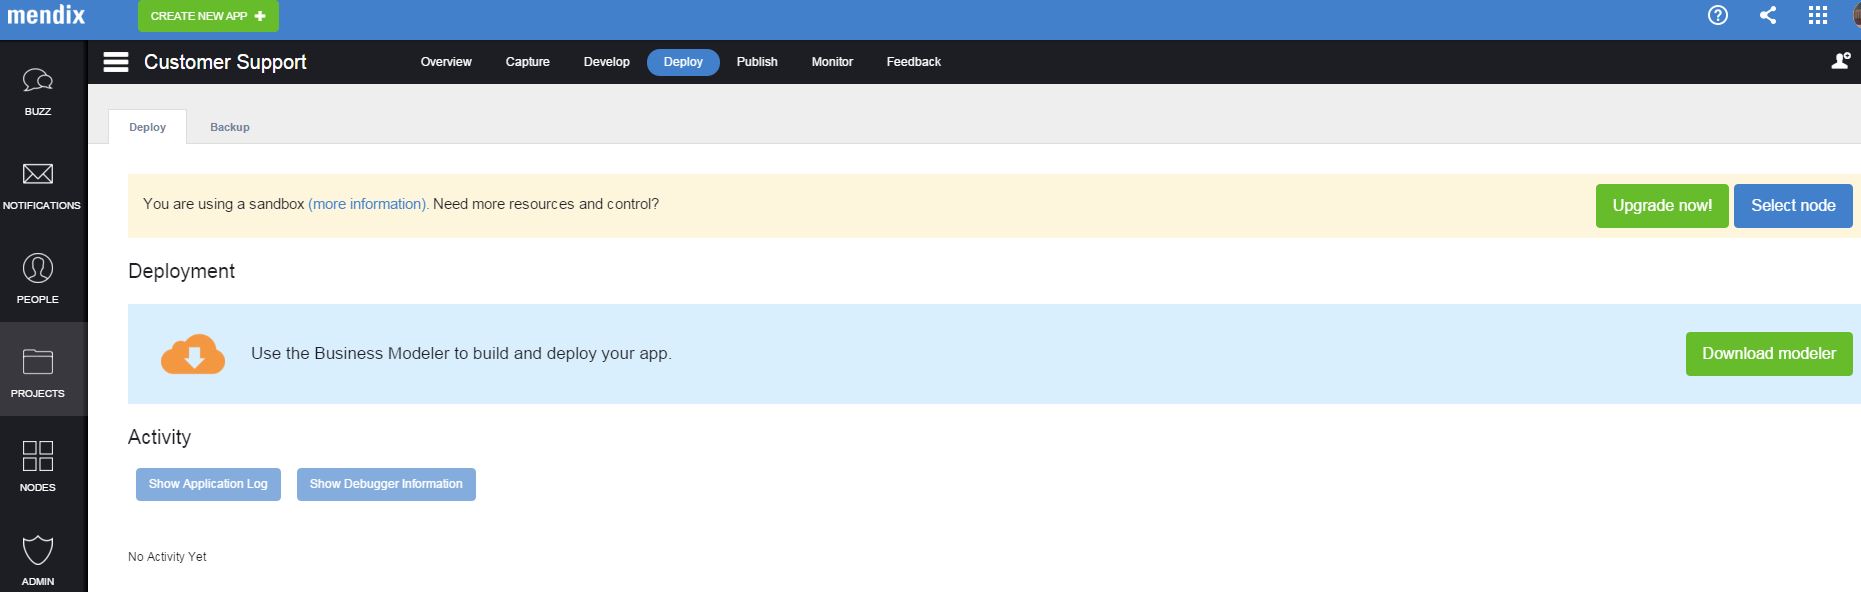 mendix
CREATE NEW APP
Customer Support
Overview Capture Develop Deploy Publish Monitor Feedback
BUZZ
NOTIFICATIONS
PEOPLE
PROJECTS
NODES
ADMIN
Deploy Backup
You are using a sandbox (more information). Need more resources and control?
Upgrade now! Select node
Deployment
Use the Business Modeler to build and deploy your app.
Download modeler
Activity
Show Application Log Show Debugger Information
No Activity Yet